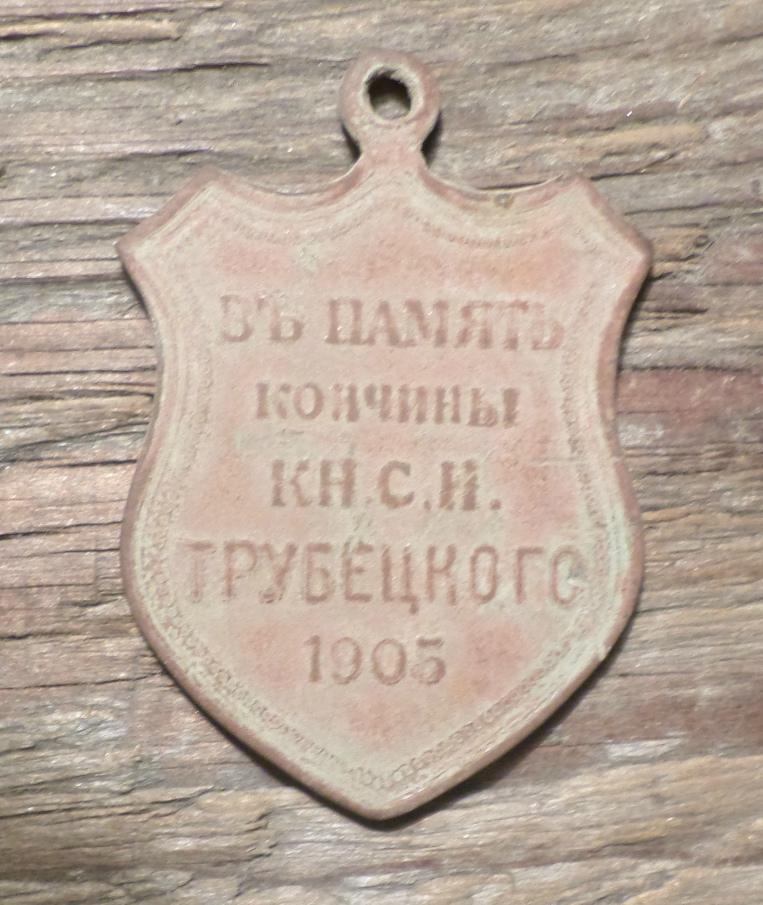 ВЪ ПАМЯТЬ
КОНЧИНЫ
КН.С.Н.
ТРУБЕЦКОГО
1905